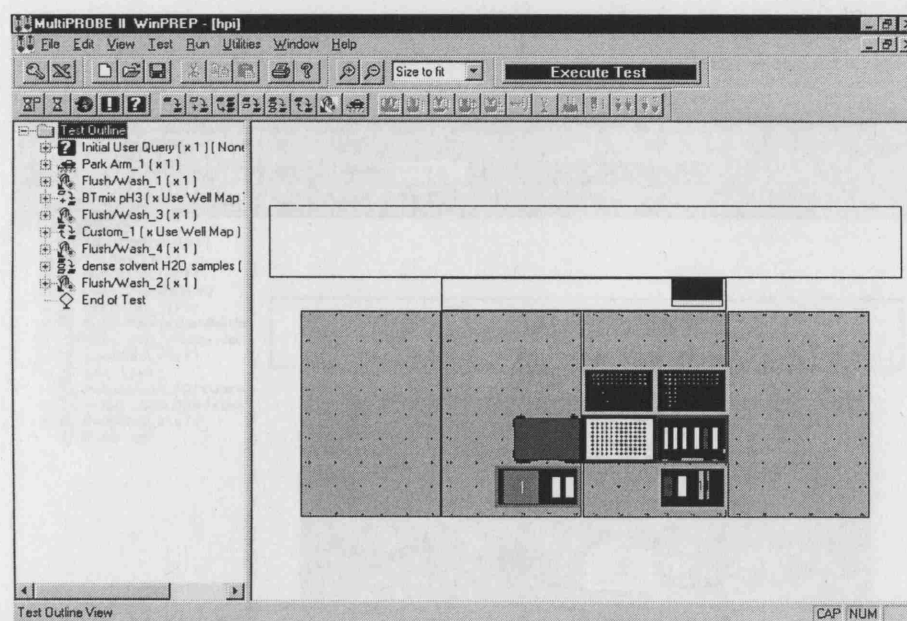 MultiPROBE II WinPREP - [hpi]
File Edit View Test Run Utilities Window Help
Size to fit
Execute Test
Test Outline
Initial User Query ( x 1 ) [ None
Park Arm_1 ( x 1 )
Flush/Wash_1 ( x 1 )
BTmix pH3 ( x Use Well Map
Flush/Wash_3 ( x 1 )
Custom_1 ( x Use Well Map )
Flush/Wash_4 ( x 1 )
dense solvent H2O samples (
Flush/Wash_2 ( x 1 )
End of Test
Test Outline View
CAP NUM